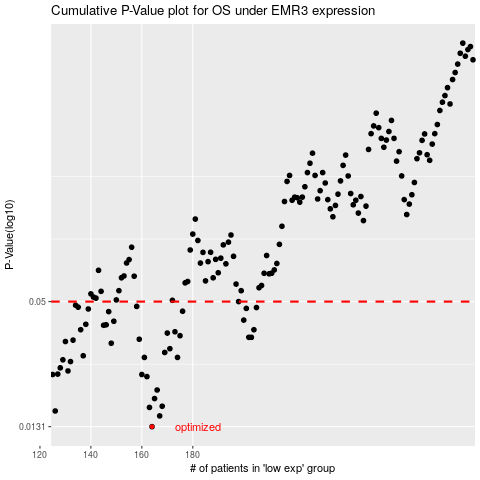 Cumulative P-Value plot for OS under EMR3 expression
P-Value(log10)
0.05
0.0131
optimized
120 140 160 180
# of patients in 'low exp' group